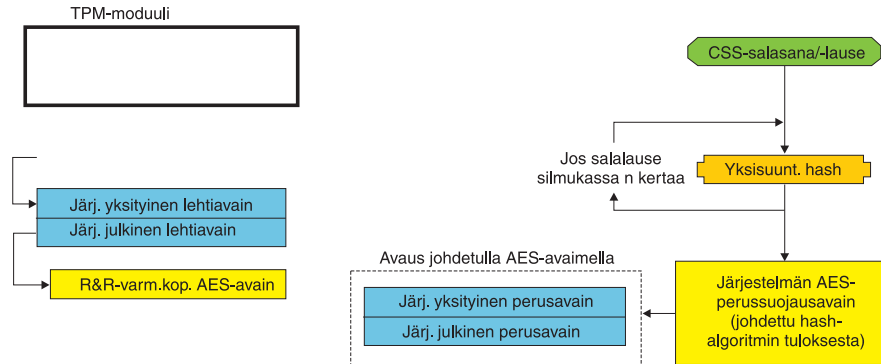 TPM-moduuli
CSS-salasana/-lause
Jos salalause
silmukassa n kertaa
Yksisuunt. hash
Järj. yksityinen lehtiavain
Järj. julkinen lehtiavain
R&R-varm.kop. AES-avain
Avaus johdetulla AES-avaimella
Järj. yksityinen perusavain
Järj. julkinen perusavain
Järjestelmän AES-
perussuojausavain
(johdettu hash-
algoritmin tuloksesta)